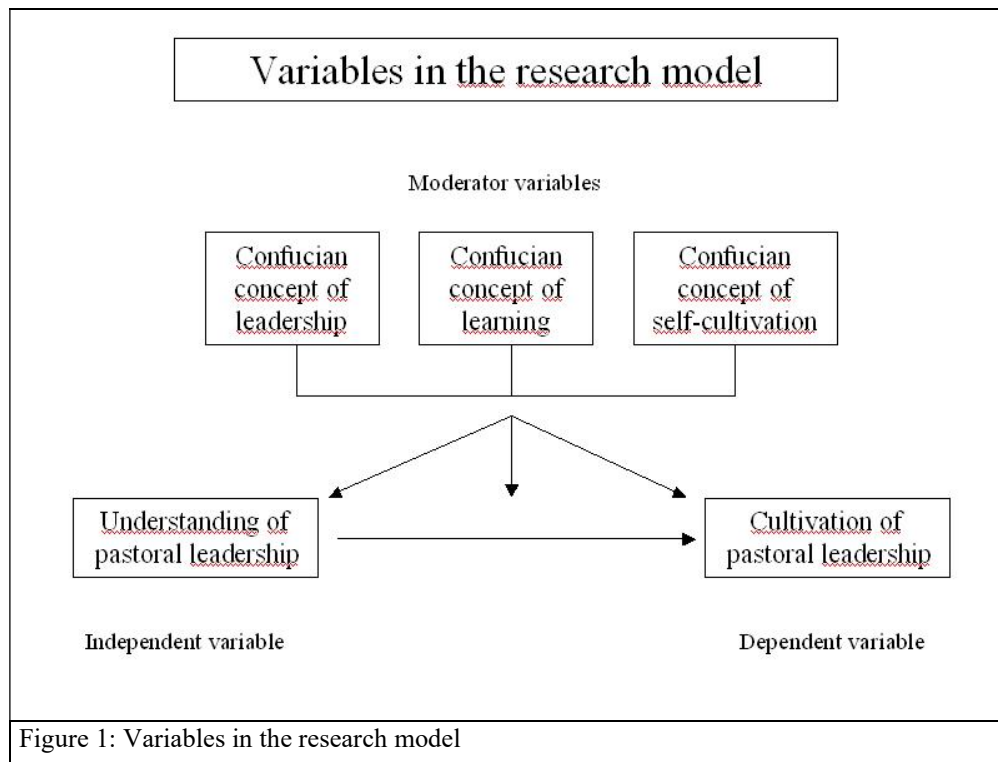 Variables in the research model
Moderator variables
Confucian
concept of
leadership
Confucian
concept of
learning
Confucian
concept of
self-cultivation
Understanding of
pastoral leadership
Cultivation of
pastoral leadership
Independent variable
Dependent variable
Figure 1: Variables in the research model